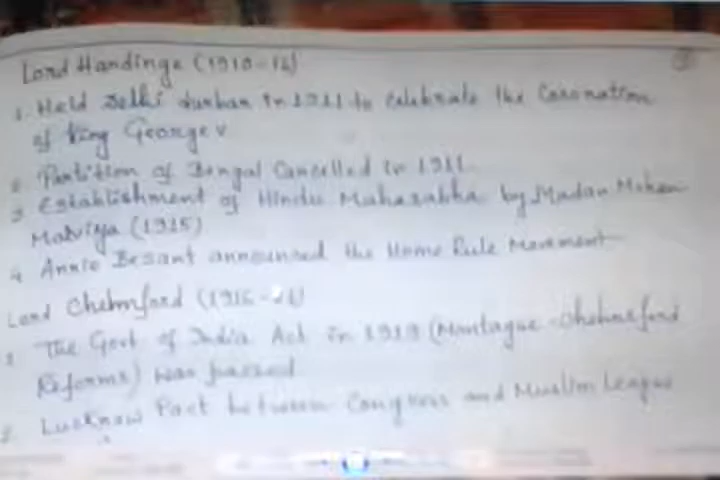 Lord Hardinge (1910-16)
1. Held Delhi durbar in 1911 to celebrate the Coronation
of King George V
2. Partition of Bengal Cancelled in 1911.
3. Establishment of Hindu Mahasabha by Madan Mohan
Malviya (1915)
4. Annie Besant announced the Home Rule Movement
Lord Chelmford (1916-21)
1. The Govt of India Act in 1919 (Montague-Chelmsford
Reforms) was passed
2. Lucknow Pact between Congress and Muslim League